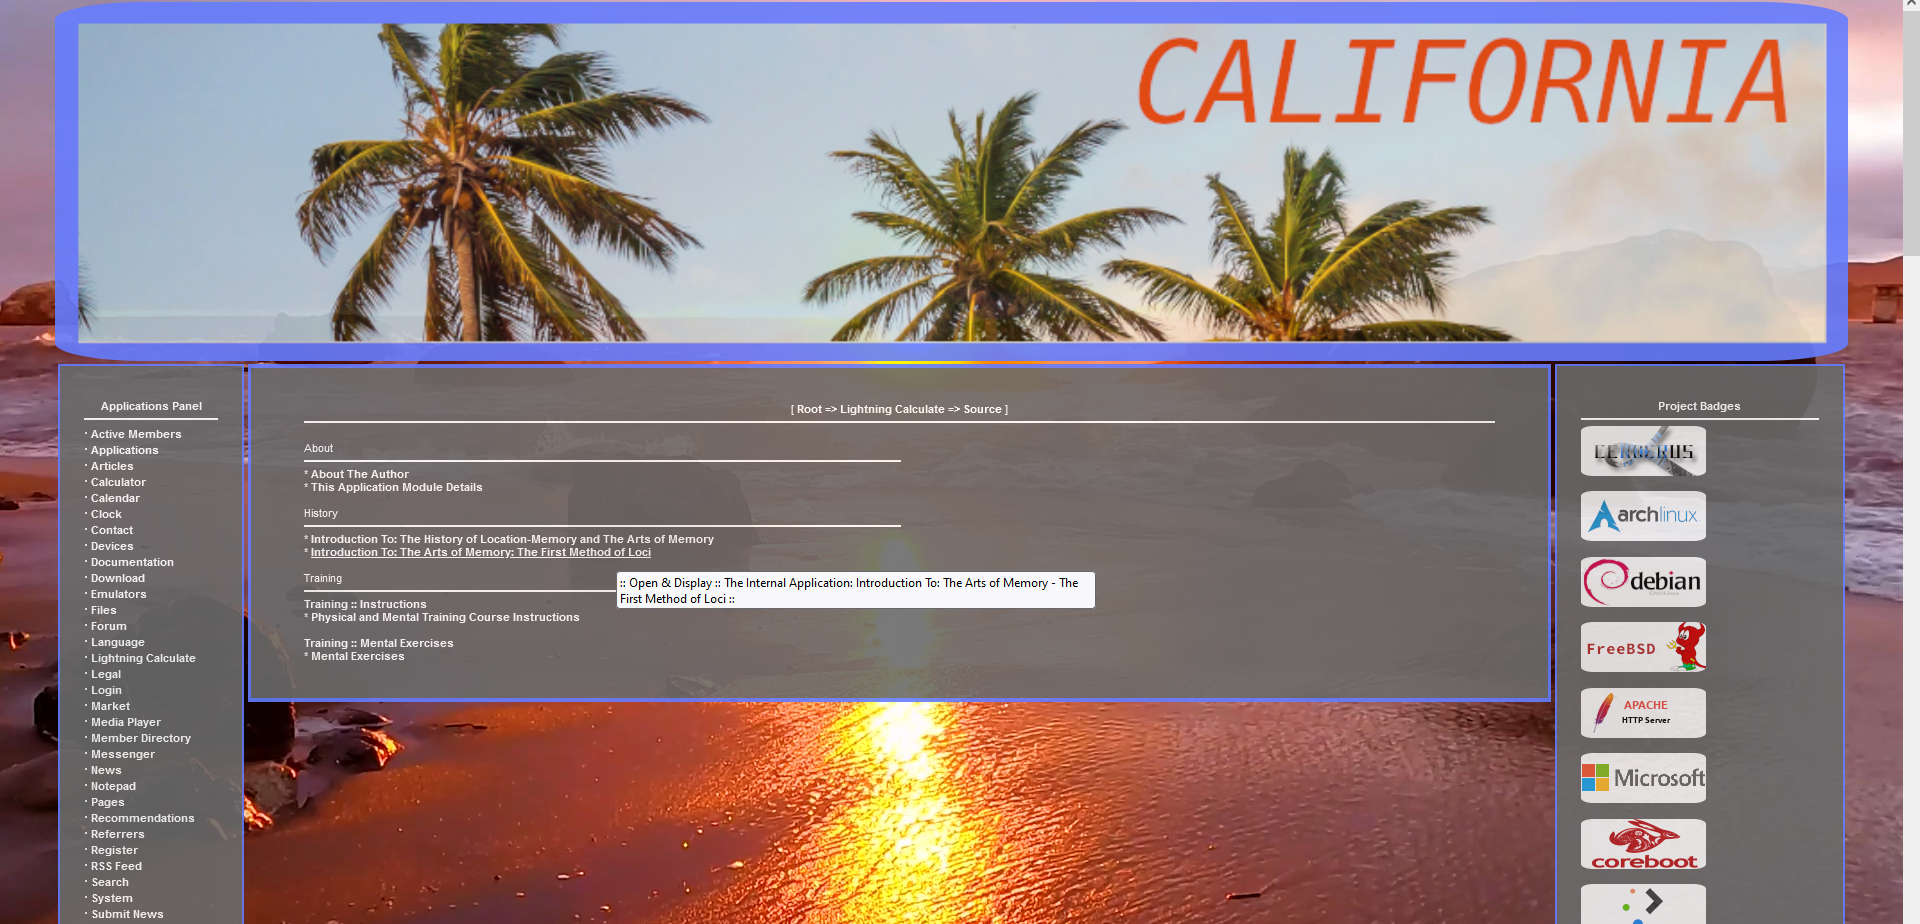 CALIFORNIA
Applications Panel
· Active Members
· Applications
· Articles
· Calculator
· Calendar
· Clock
· Contact
· Devices
· Documentation
· Download
· Emulators
· Files
· Forum
· Language
· Lightning Calculate
· Legal
· Login
· Market
· Media Player
· Member Directory
· Messenger
· News
· Notepad
· Pages
· Recommendations
· Referrers
· Register
· RSS Feed
· Search
· System
· Submit News
[ Root => Lightning Calculate => Source ]
About
* About The Author
* This Application Module Details
History
* Introduction To: The History of Location-Memory and The Arts of Memory
* Introduction To: The Arts of Memory: The First Method of Loci
Training
:: Open & Display :: The Internal Application: Introduction To: The Arts of Memory - The
First Method of Loci ::
Training :: Instructions
* Physical and Mental Training Course Instructions
Training :: Mental Exercises
* Mental Exercises
Project Badges
CERBERUS
archlinux
debian
FreeBSD
APACHE
HTTP Server
Microsoft
coreboot